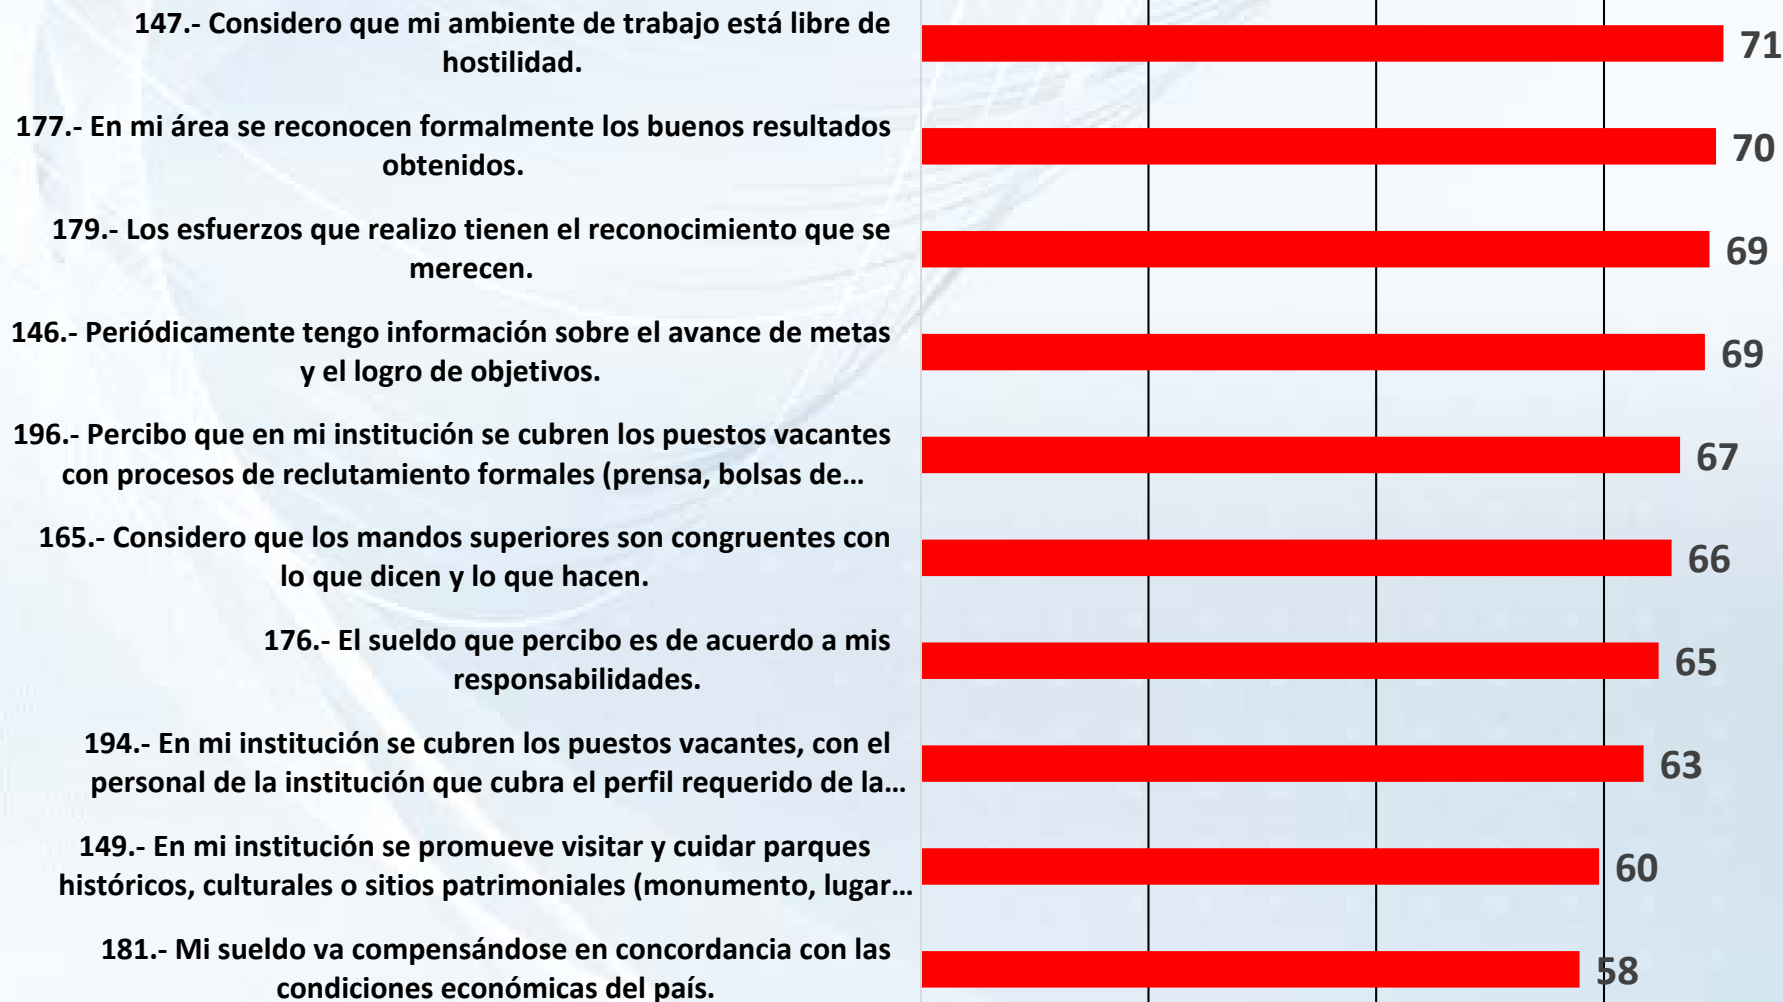 147.- Considero que mi ambiente de trabajo está libre de
hostilidad.
71
177.- En mi área se reconocen formalmente los buenos resultados
obtenidos.
70
179.- Los esfuerzos que realizo tienen el reconocimiento que se
merecen.
69
146.- Periódicamente tengo información sobre el avance de metas
y el logro de objetivos.
69
196.- Percibo que en mi institución se cubren los puestos vacantes
con procesos de reclutamiento formales (prensa, bolsas de…
67
165.- Considero que los mandos superiores son congruentes con
lo que dicen y lo que hacen.
66
176.- El sueldo que percibo es de acuerdo a mis
responsabilidades.
65
194.- En mi institución se cubren los puestos vacantes, con el
personal de la institución que cubra el perfil requerido de la…
63
149.- En mi institución se promueve visitar y cuidar parques
históricos, culturales o sitios patrimoniales (monumento, lugar…
60
181.- Mi sueldo va compensándose en concordancia con las
condiciones económicas del país.
58